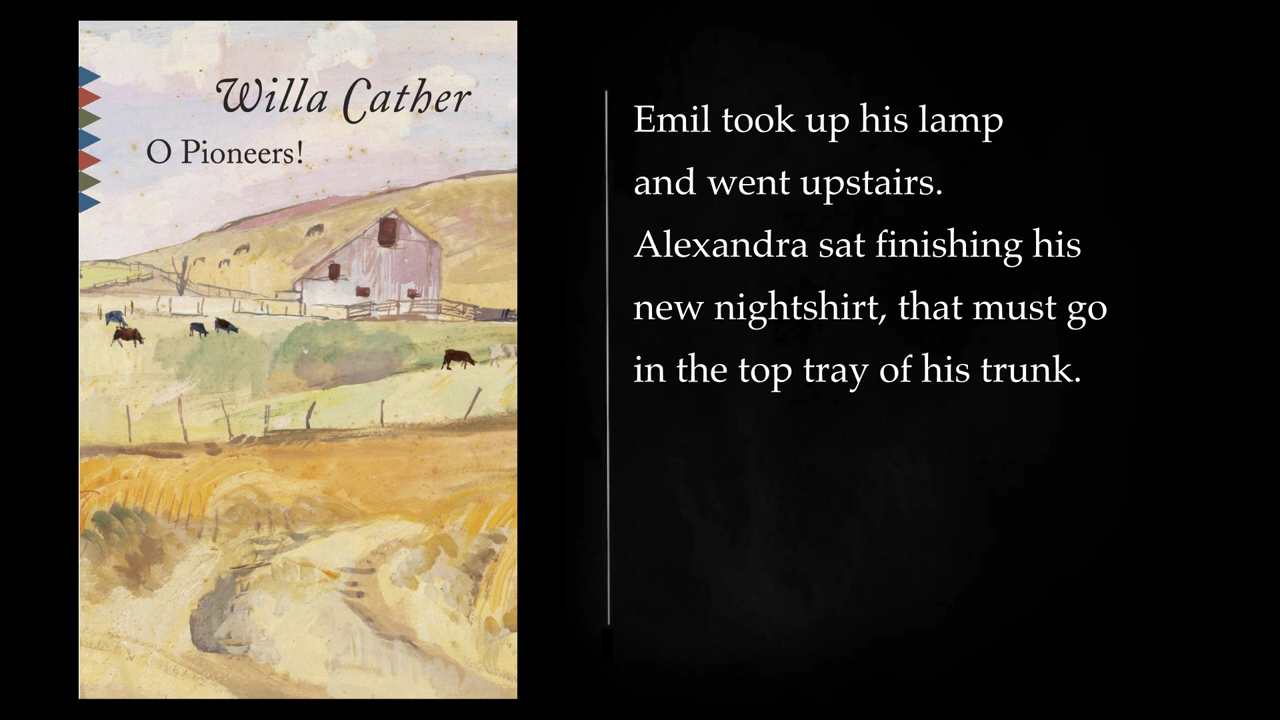 Willa Cather
O Pioneers!
Emil took up his lamp
and went upstairs.
Alexandra sat finishing his
new nightshirt, that must go
in the top tray of his trunk.